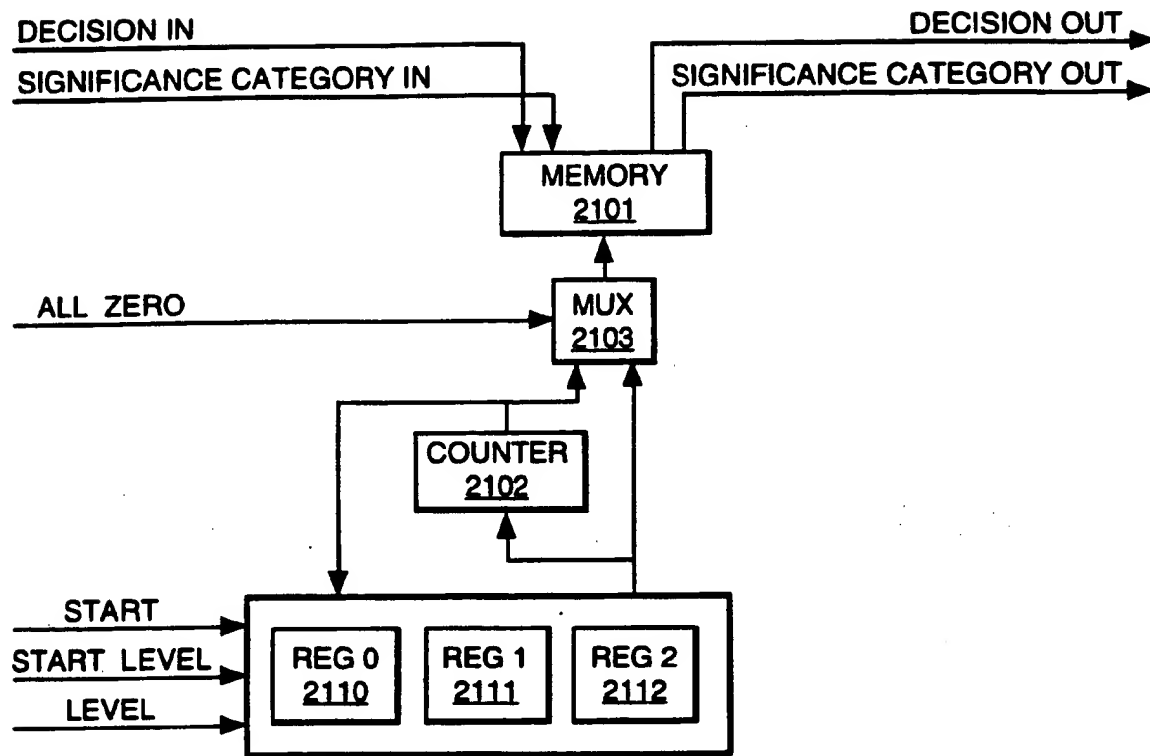 DECISION IN
DECISION OUT
SIGNIFICANCE CATEGORY IN
SIGNIFICANCE CATEGORY OUT
MEMORY
2101
ALL ZERO
MUX
2103
COUNTER
2102
START
START LEVEL
LEVEL
REG 0
2110
REG 1
2111
REG 2
2112